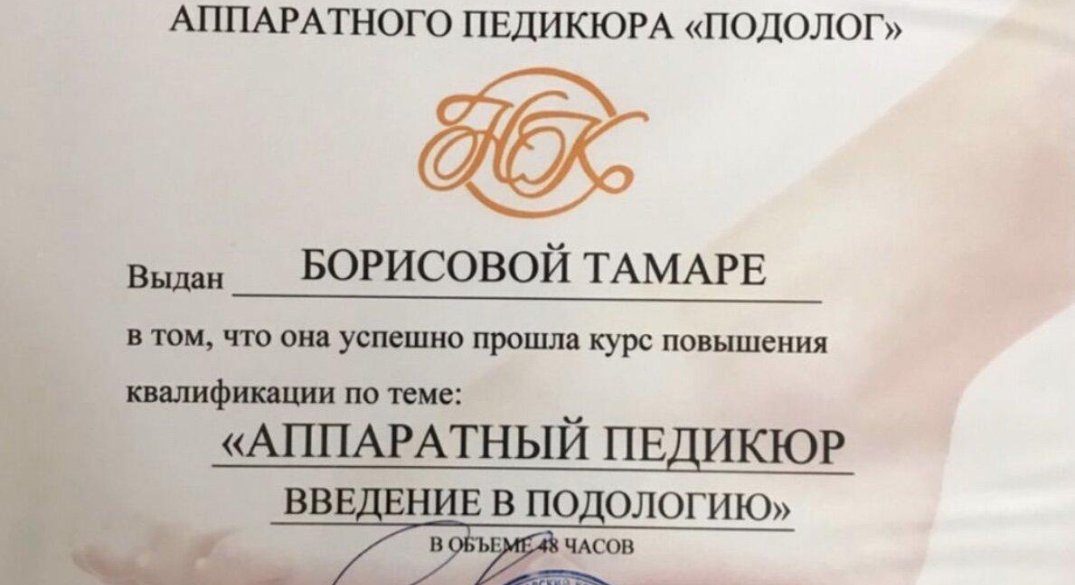 АППАРАТНОГО ПЕДИКЮРА «ПОДОЛОГ»
НК
Выдан БОРИСОВОЙ ТАМАРЕ
в том, что она успешно прошла курс повышения
квалификации по теме:
«АППАРАТНЫЙ ПЕДИКЮР
ВВЕДЕНИЕ В ПОДОЛОГИЮ»
В ОБЪЕМЕ 48 ЧАСОВ